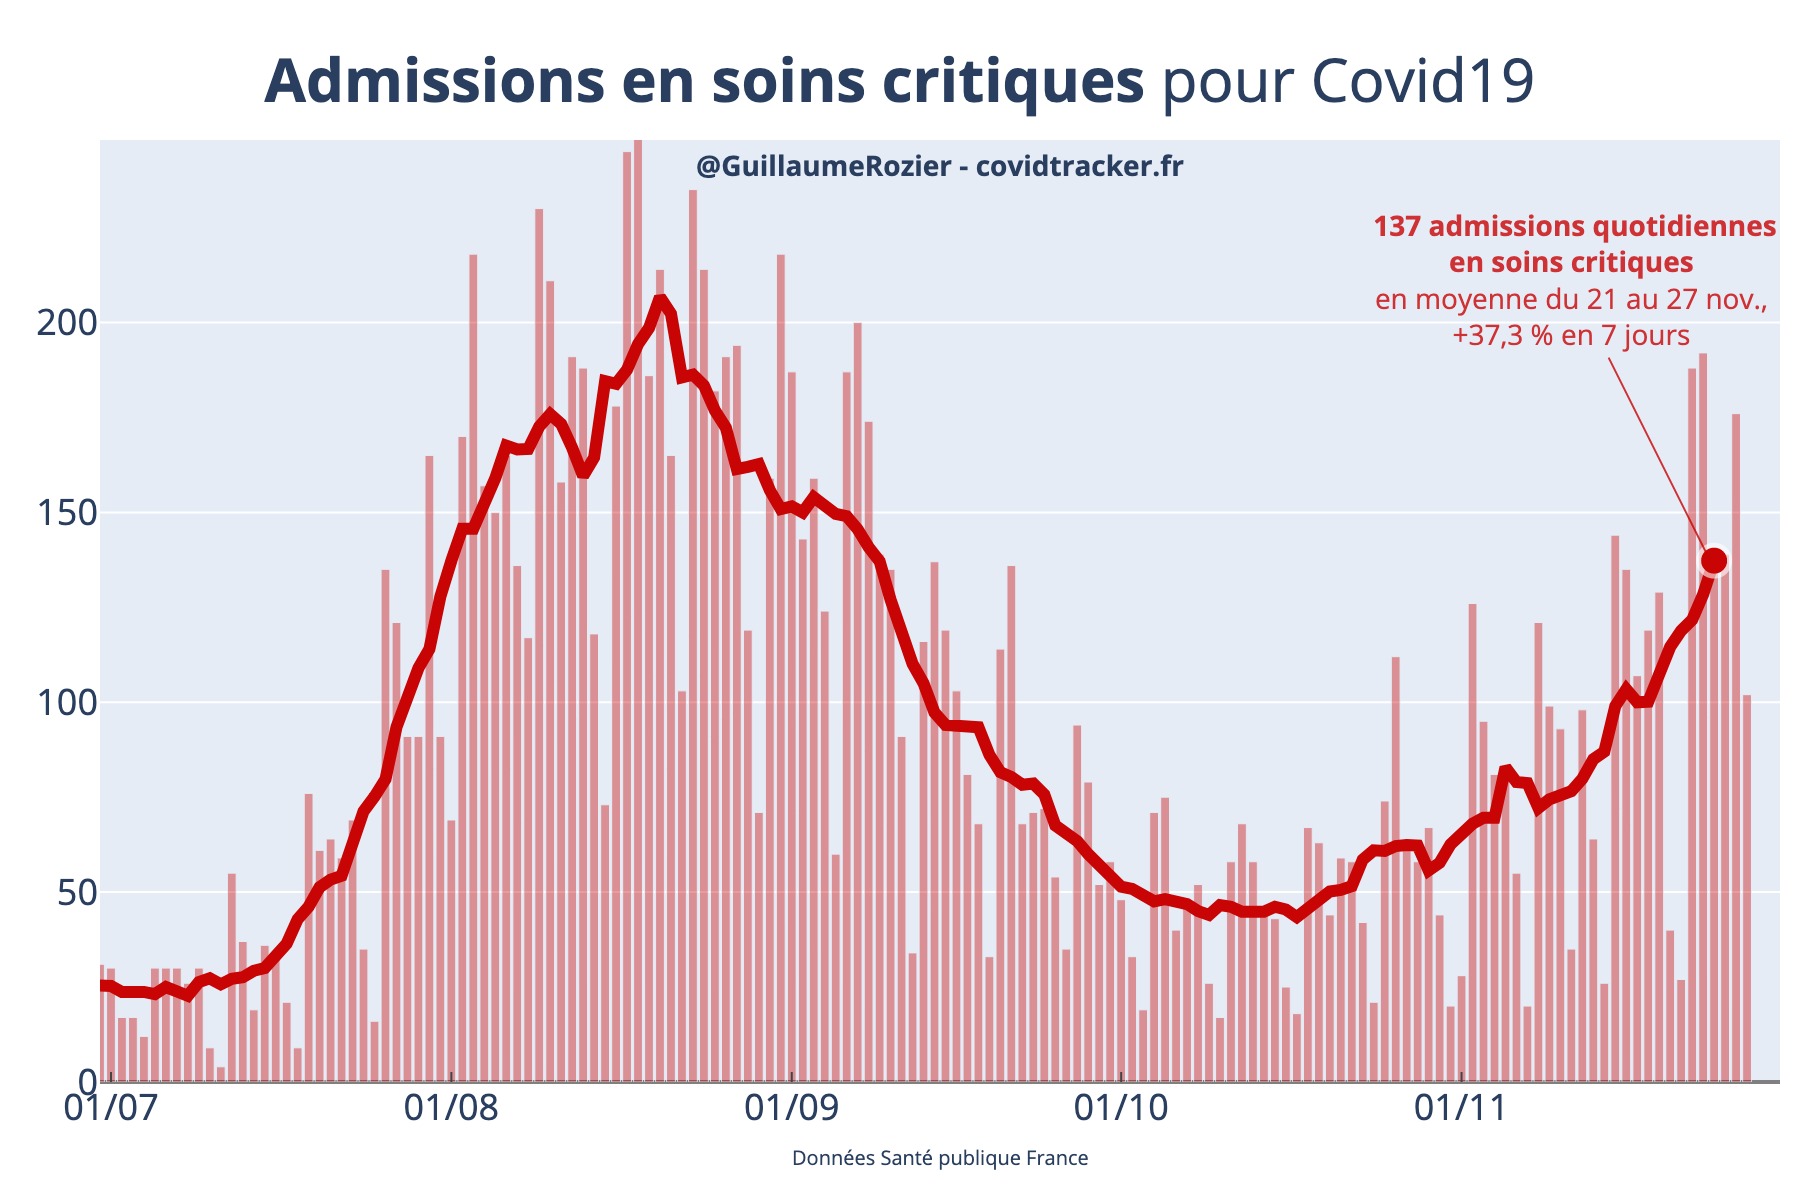 Admissions en soins critiques pour Covid19
@GuillaumeRozier - covidtracker.fr
137 admissions quotidiennes
en soins critiques
en moyenne du 21 au 27 nov.,
+37,3 % en 7 jours
200
150
100
50
0
01/07 01/08 01/09 01/10 01/11
Données Santé publique France